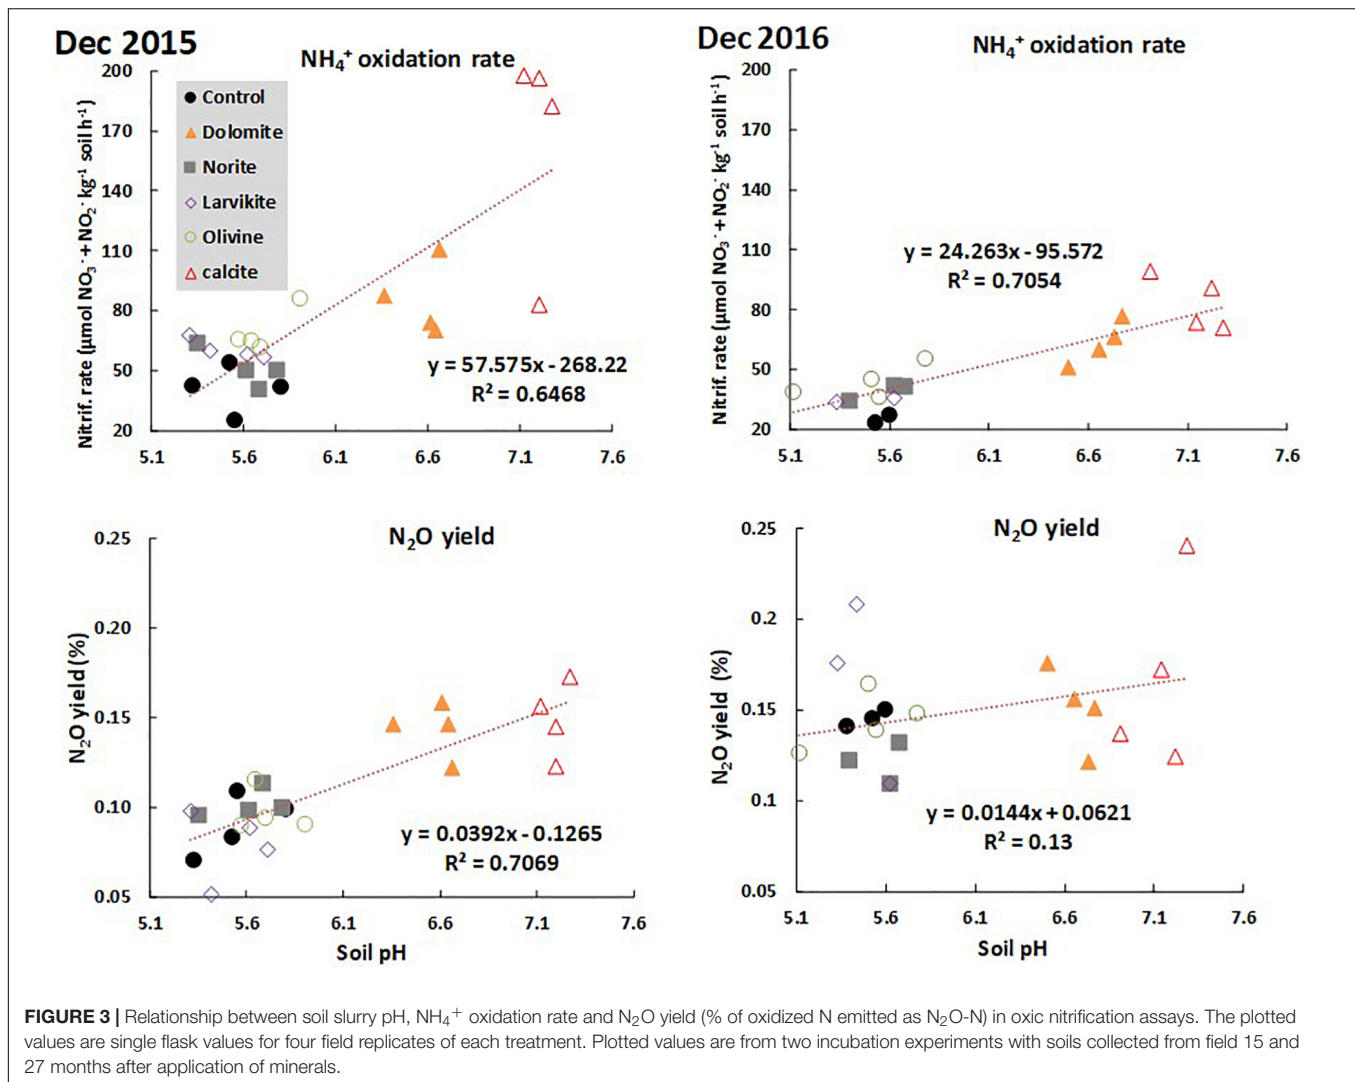 Dec 2015
NH₄⁺ oxidation rate
Nitrif. rate (µmol NO₃⁻ + NO₂⁻ kg⁻¹ soil h⁻¹)
200
170
140
110
80
50
20
Control
Dolomite
Norite
Larvikite
Olivine
calcite
y = 57.575x - 268.22
R² = 0.6468
5.1 5.6 6.1 6.6 7.1 7.6
Dec 2016
NH₄⁺ oxidation rate
Nitrif. rate (µmol NO₃⁻ + NO₂⁻ kg⁻¹ soil h⁻¹)
200
170
140
110
80
50
20
y = 24.263x - 95.572
R² = 0.7054
5.1 5.6 6.1 6.6 7.1 7.6
N₂O yield
N₂O yield (%)
0.25
0.20
0.15
0.10
0.05
y = 0.0392x - 0.1265
R² = 0.7069
5.1 5.6 6.1 6.6 7.1 7.6
Soil pH
N₂O yield
N₂O yield (%)
0.25
0.2
0.15
0.1
0.05
y = 0.0144x + 0.0621
R² = 0.13
5.1 5.6 6.1 6.6 7.1 7.6
Soil pH
FIGURE 3 | Relationship between soil slurry pH, NH₄⁺ oxidation rate and N₂O yield (% of oxidized N emitted as N₂O-N) in oxic nitrification assays. The plotted
values are single flask values for four field replicates of each treatment. Plotted values are from two incubation experiments with soils collected from field 15 and
27 months after application of minerals.